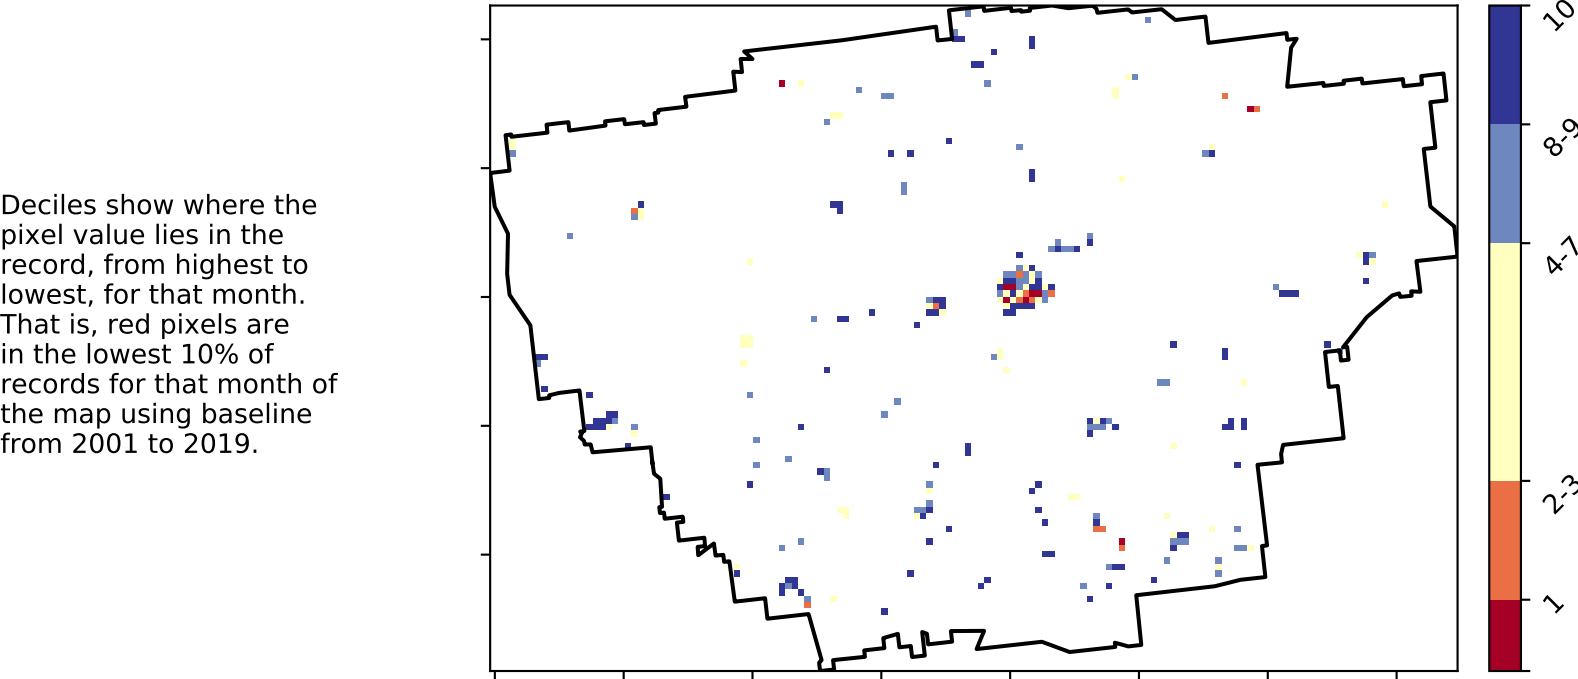 Deciles show where the
pixel value lies in the
record, from highest to
lowest, for that month.
That is, red pixels are
in the lowest 10% of
records for that month of
the map using baseline
from 2001 to 2019.
10
8-9
4-7
2-3
1